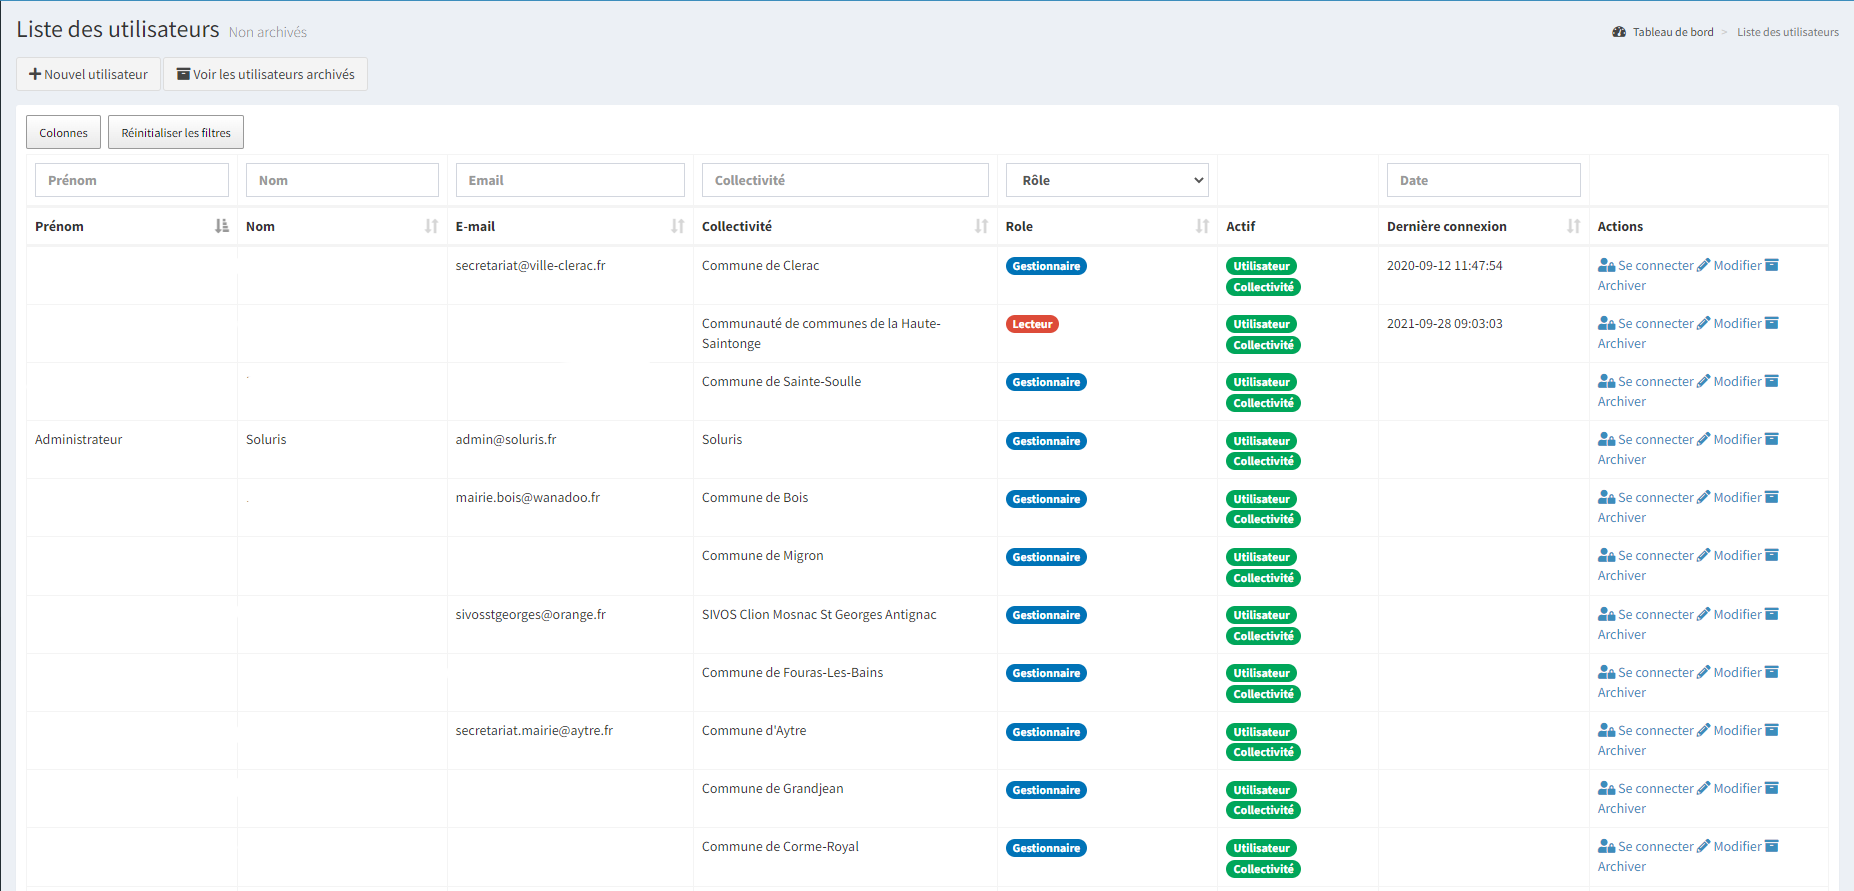 Liste des utilisateurs Non archivés
Tableau de bord > Liste des utilisateurs
Nouvel utilisateur Voir les utilisateurs archivés
Colonnes Réinitialiser les filtres
Prénom Nom Email Collectivité Rôle Date
Prénom Nom E-mail Collectivité Role Actif Dernière connexion Actions
secretariat@ville-clerac.fr Commune de Clerac Gestionnaire Utilisateur 2020-09-12 11:47:54 Se connecter Modifier
Collectivité Archiver
Communauté de communes de la Haute- Lecteur Utilisateur 2021-09-28 09:03:03 Se connecter Modifier
Saintonge Collectivité Archiver
Commune de Sainte-Soulle Gestionnaire Utilisateur Se connecter Modifier
Collectivité Archiver
Administrateur Soluris admin@soluris.fr Soluris Gestionnaire Utilisateur Se connecter Modifier
Collectivité Archiver
mairie.bois@wanadoo.fr Commune de Bois Gestionnaire Utilisateur Se connecter Modifier
Collectivité Archiver
Commune de Migron Gestionnaire Utilisateur Se connecter Modifier
Collectivité Archiver
sivosstgeorges@orange.fr SIVOS Clion Mosnac St Georges Antignac Gestionnaire Utilisateur Se connecter Modifier
Collectivité Archiver
Commune de Fouras-Les-Bains Gestionnaire Utilisateur Se connecter Modifier
Collectivité Archiver
secretariat.mairie@aytre.fr Commune d'Aytre Gestionnaire Utilisateur Se connecter Modifier
Collectivité Archiver
Commune de Grandjean Gestionnaire Utilisateur Se connecter Modifier
Collectivité Archiver
Commune de Corme-Royal Gestionnaire Utilisateur Se connecter Modifier
Collectivité Archiver